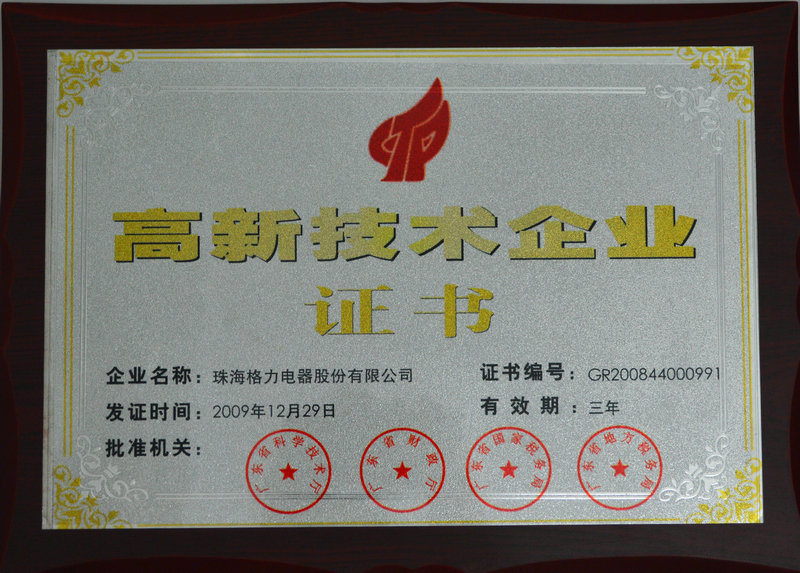 高新技术企业
证书
企业名称：珠海格力电器股份有限公司
证书编号：GR200844000991
发证时间：2009年12月29日
有效期：三年
批准机关：
广东省科学技术厅
广东省财政厅
广东省国家税务局
广东省地方税务局